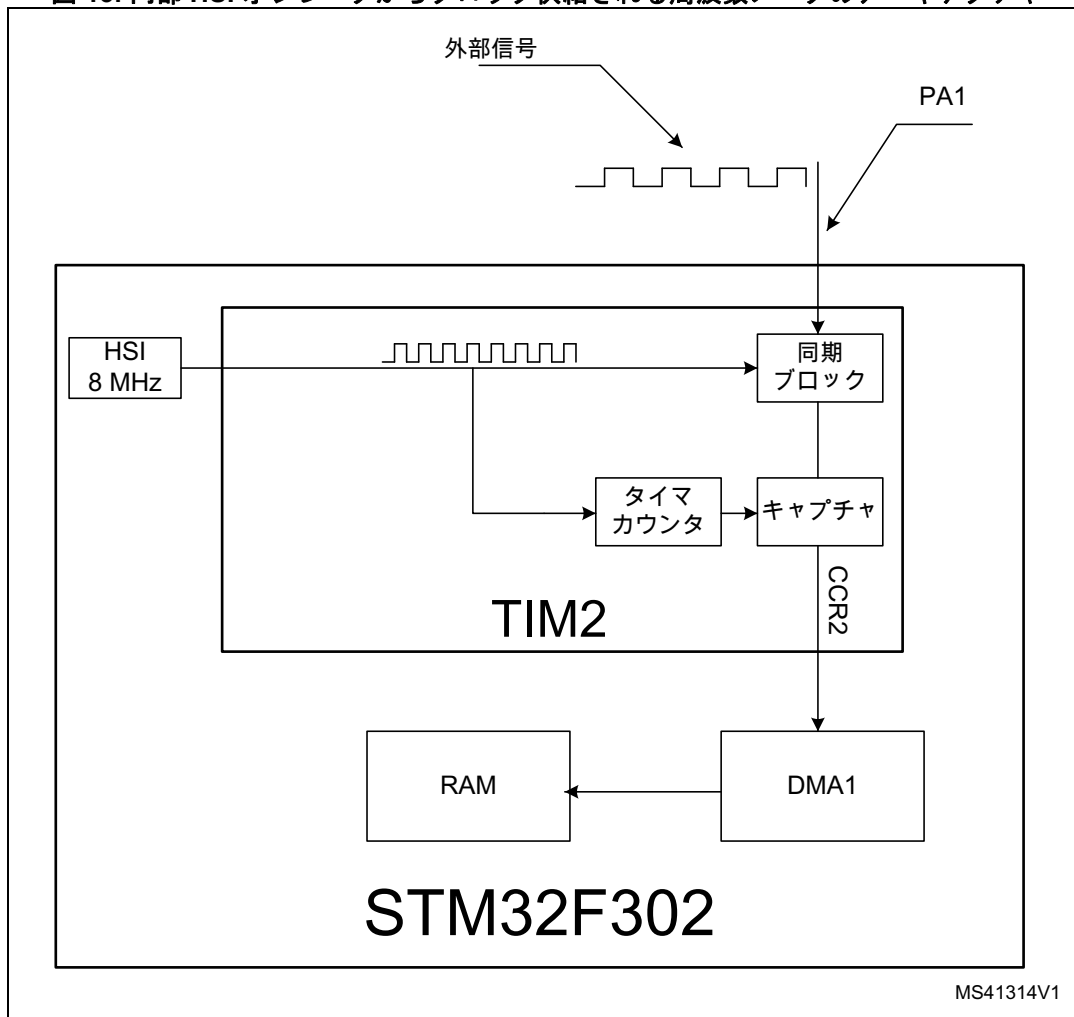 外部信号
PA1
HSI
8 MHz
同期
ブロック
タイマ
カウンタ
キャプチャ
CCR2
TIM2
RAM
DMA1
STM32F302
MS41314V1